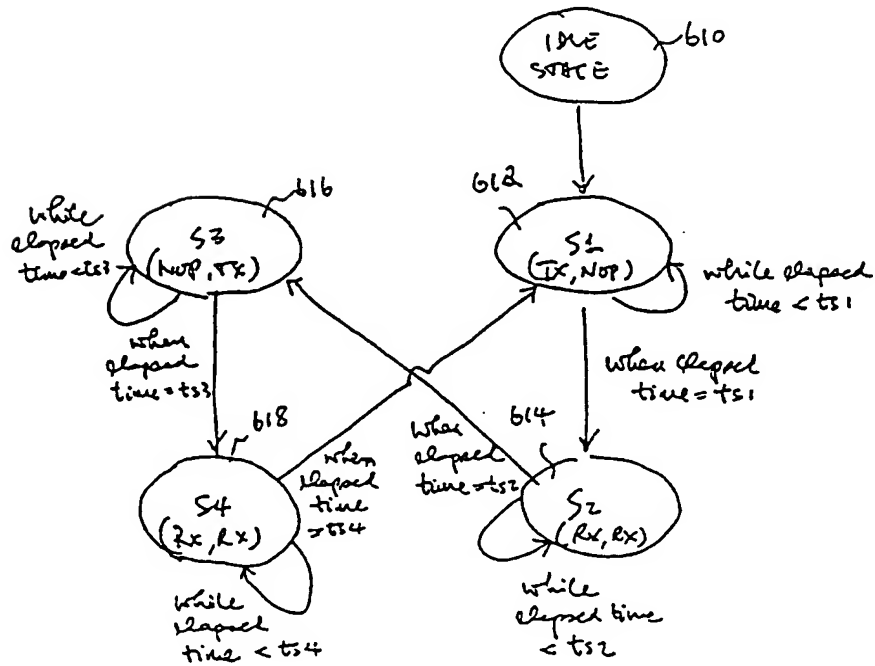 IDLE
STATE
610
616
612
while
elapsed
time<ts3
S3
(NOP,TX)
S1
(TX,NOP)
while elapsed
time < ts1
when
elapsed
time=ts3
when elapsed
time=ts1
618
614
when
elapsed
time
=ts4
when
elapsed
time=ts2
S4
(Rx,Rx)
S2
(Rx,Rx)
while
elapsed
time < ts4
while
elapsed time
< ts2